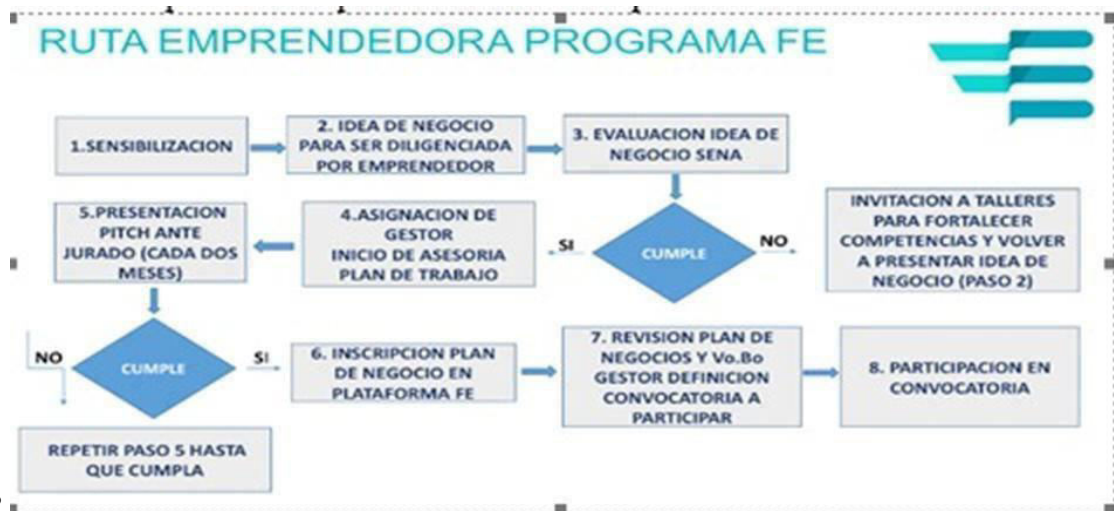 RUTA EMPRENDEDORA PROGRAMA FE
1.SENSIBILIZACION
2. IDEA DE NEGOCIO
PARA SER DILIGENCIADA
POR EMPRENDEDOR
3. EVALUACION IDEA DE
NEGOCIO SENA
CUMPLE
SI
NO
INVITACION A TALLERES
PARA FORTALECER
COMPETENCIAS Y VOLVER
A PRESENTAR IDEA DE
NEGOCIO (PASO 2)
4.ASIGNACION DE
GESTOR
INICIO DE ASESORIA
PLAN DE TRABAJO
5.PRESENTACION
PITCH ANTE
JURADO (CADA DOS
MESES)
CUMPLE
NO
SI
REPETIR PASO 5 HASTA
QUE CUMPLA
6. INSCRIPCION PLAN
DE NEGOCIO EN
PLATAFORMA FE
7. REVISION PLAN DE
NEGOCIOS Y Vo.Bo
GESTOR DEFINICION
CONVOCATORIA A
PARTICIPAR
8. PARTICIPACION EN
CONVOCATORIA